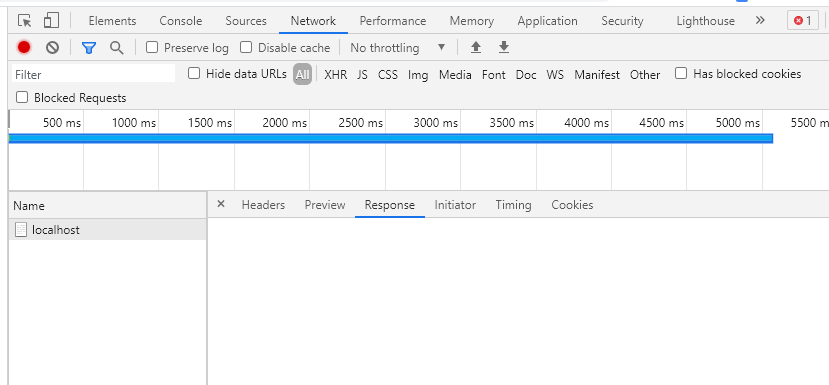 Elements Console Sources Network Performance Memory Application Security Lighthouse » 1
Preserve log Disable cache No throttling
Filter Hide data URLs All XHR JS CSS Img Media Font Doc WS Manifest Other Has blocked cookies
Blocked Requests
500 ms 1000 ms 1500 ms 2000 ms 2500 ms 3000 ms 3500 ms 4000 ms 4500 ms 5000 ms 5500 m
Name × Headers Preview Response Initiator Timing Cookies
localhost